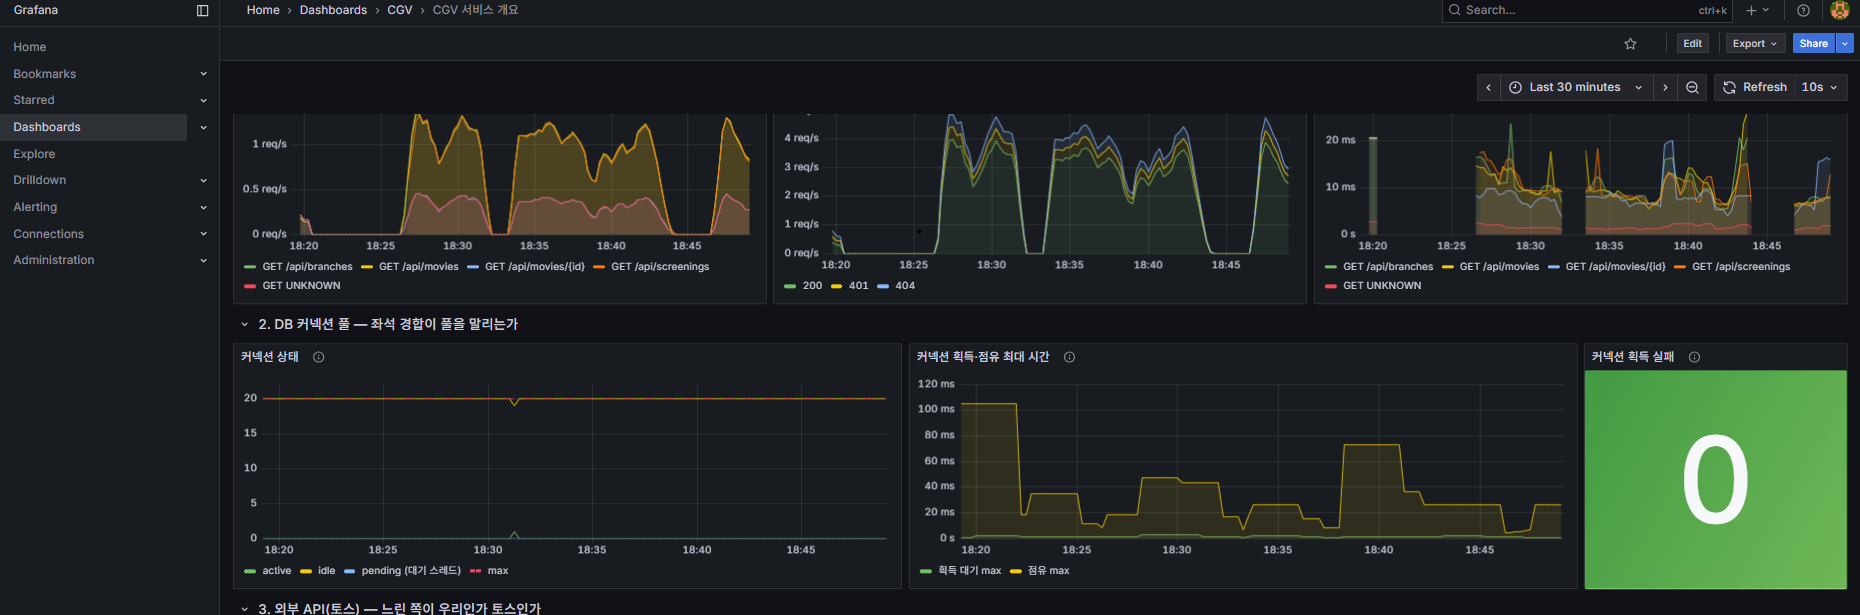 Grafana
Home › Dashboards › CGV › CGV 서비스 개요
Search... ctrl+k
Home
Bookmarks
Starred
Dashboards
Explore
Drilldown
Alerting
Connections
Administration
Edit Export Share
Last 30 minutes Refresh 10s
1 req/s
0.5 req/s
0 req/s
18:20 18:25 18:30 18:35 18:40 18:45
GET /api/branches GET /api/movies GET /api/movies/{id} GET /api/screenings
GET UNKNOWN
4 req/s
3 req/s
2 req/s
1 req/s
0 req/s
18:20 18:25 18:30 18:35 18:40 18:45
200 401 404
20 ms
10 ms
0 s
18:20 18:25 18:30 18:35 18:40 18:45
GET /api/branches GET /api/movies GET /api/movies/{id} GET /api/screenings
GET UNKNOWN
2. DB 커넥션 풀 — 좌석 경합이 풀을 말리는가
커넥션 상태
20
15
10
5
0
18:20 18:25 18:30 18:35 18:40 18:45
active idle pending (대기 스레드) max
커넥션 획득·점유 최대 시간
120 ms
100 ms
80 ms
60 ms
40 ms
20 ms
0 s
18:20 18:25 18:30 18:35 18:40 18:45
획득 대기 max 점유 max
커넥션 획득 실패
0
3. 외부 API(토스) — 느린 쪽이 우리인가 토스인가